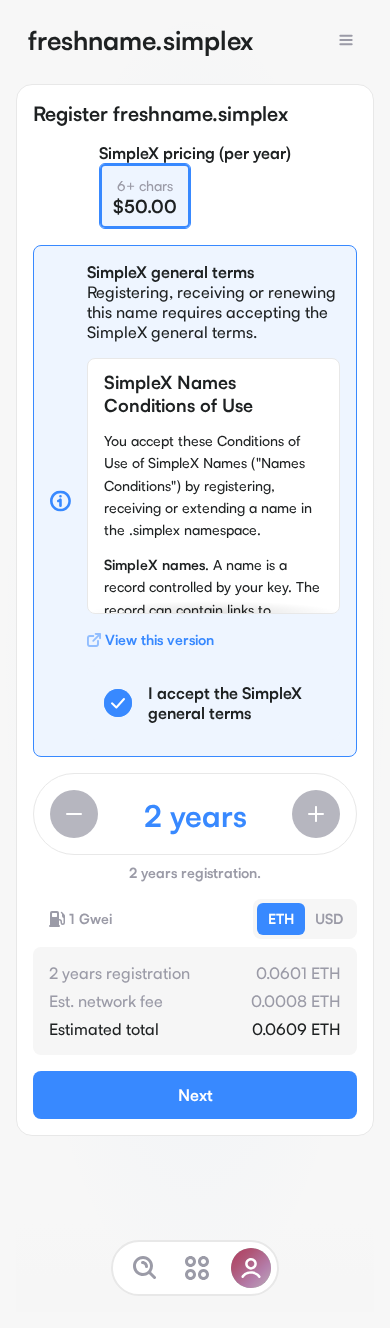 freshname.simplex
Register freshname.simplex
SimpleX pricing (per year)
6+ chars
$50.00
SimpleX general terms
Registering, receiving or renewing
this name requires accepting the
SimpleX general terms.
SimpleX Names
Conditions of Use
You accept these Conditions of
Use of SimpleX Names ("Names
Conditions") by registering,
receiving or extending a name in
the .simplex namespace.
SimpleX names. A name is a
record controlled by your key. The
record can contain links to
View this version
I accept the SimpleX
general terms
2 years
2 years registration.
1 Gwei
ETH USD
2 years registration 0.0601 ETH
Est. network fee 0.0008 ETH
Estimated total 0.0609 ETH
Next